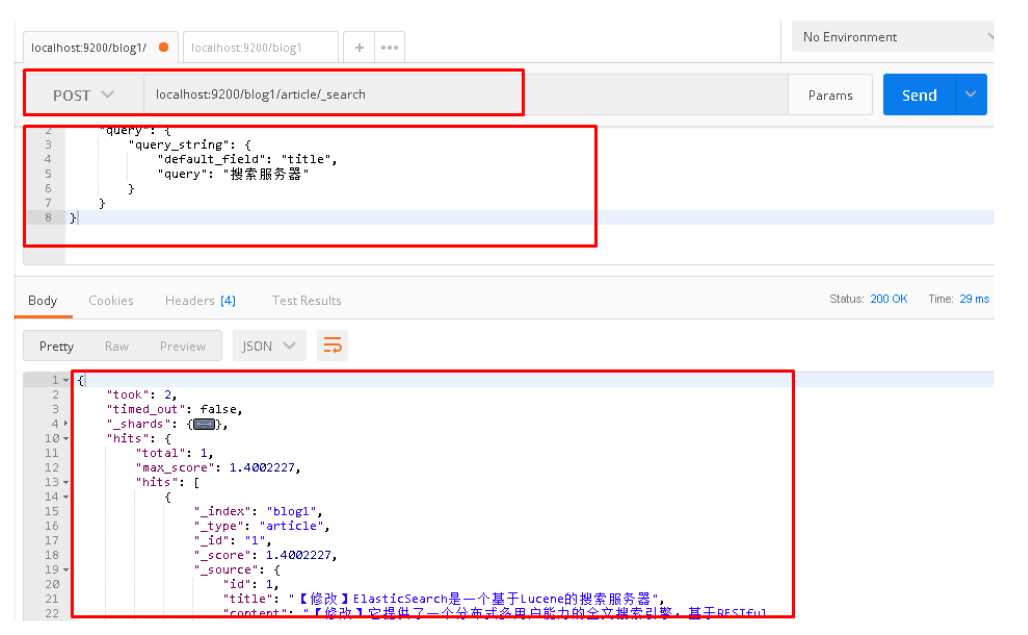 localhost:9200/blog1/ localhost:9200/blog1 + ••• No Environment
POST localhost:9200/blog1/article/_search Params Send
2 "query": {
3 "query_string": {
4 "default_field": "title",
5 "query": "搜索服务器"
6 }
7 }
8 }
Body Cookies Headers (4) Test Results Status: 200 OK Time: 29 ms
Pretty Raw Preview JSON
1 {
2 "took": 2,
3 "timed_out": false,
4 "_shards": {},
10 "hits": {
11 "total": 1,
12 "max_score": 1.4002227,
13 "hits": [
14 {
15 "_index": "blog1",
16 "_type": "article",
17 "_id": "1",
18 "_score": 1.4002227,
19 "_source": {
20 "id": 1,
21 "title": "【修改】ElasticSearch是一个基于Lucene的搜索服务器",
22 "content": "【修改】它提供了一个分布式多用户能力的全文搜索引擎，基于RESTful